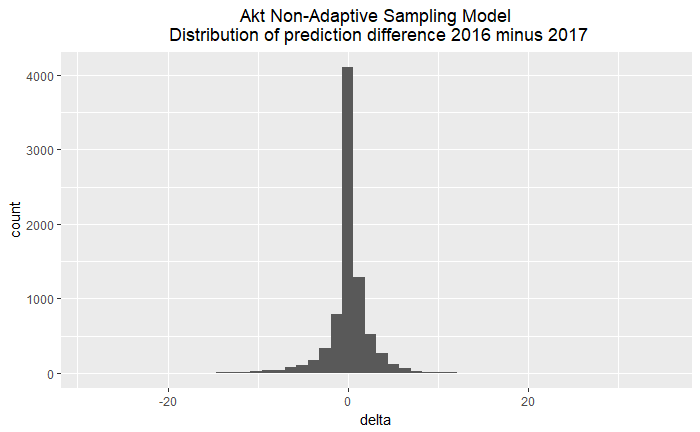 Akt Non-Adaptive Sampling Model
Distribution of prediction difference 2016 minus 2017
4000
3000
2000
1000
0
count
-20
0
20
delta